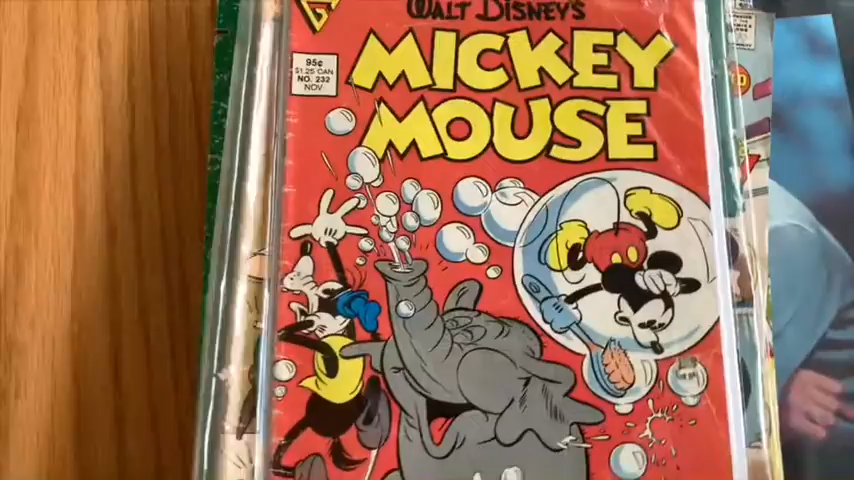 G
WALT DISNEY'S
MICKEY
MOUSE
95¢
$1.25 CAN
NO. 232
NOV